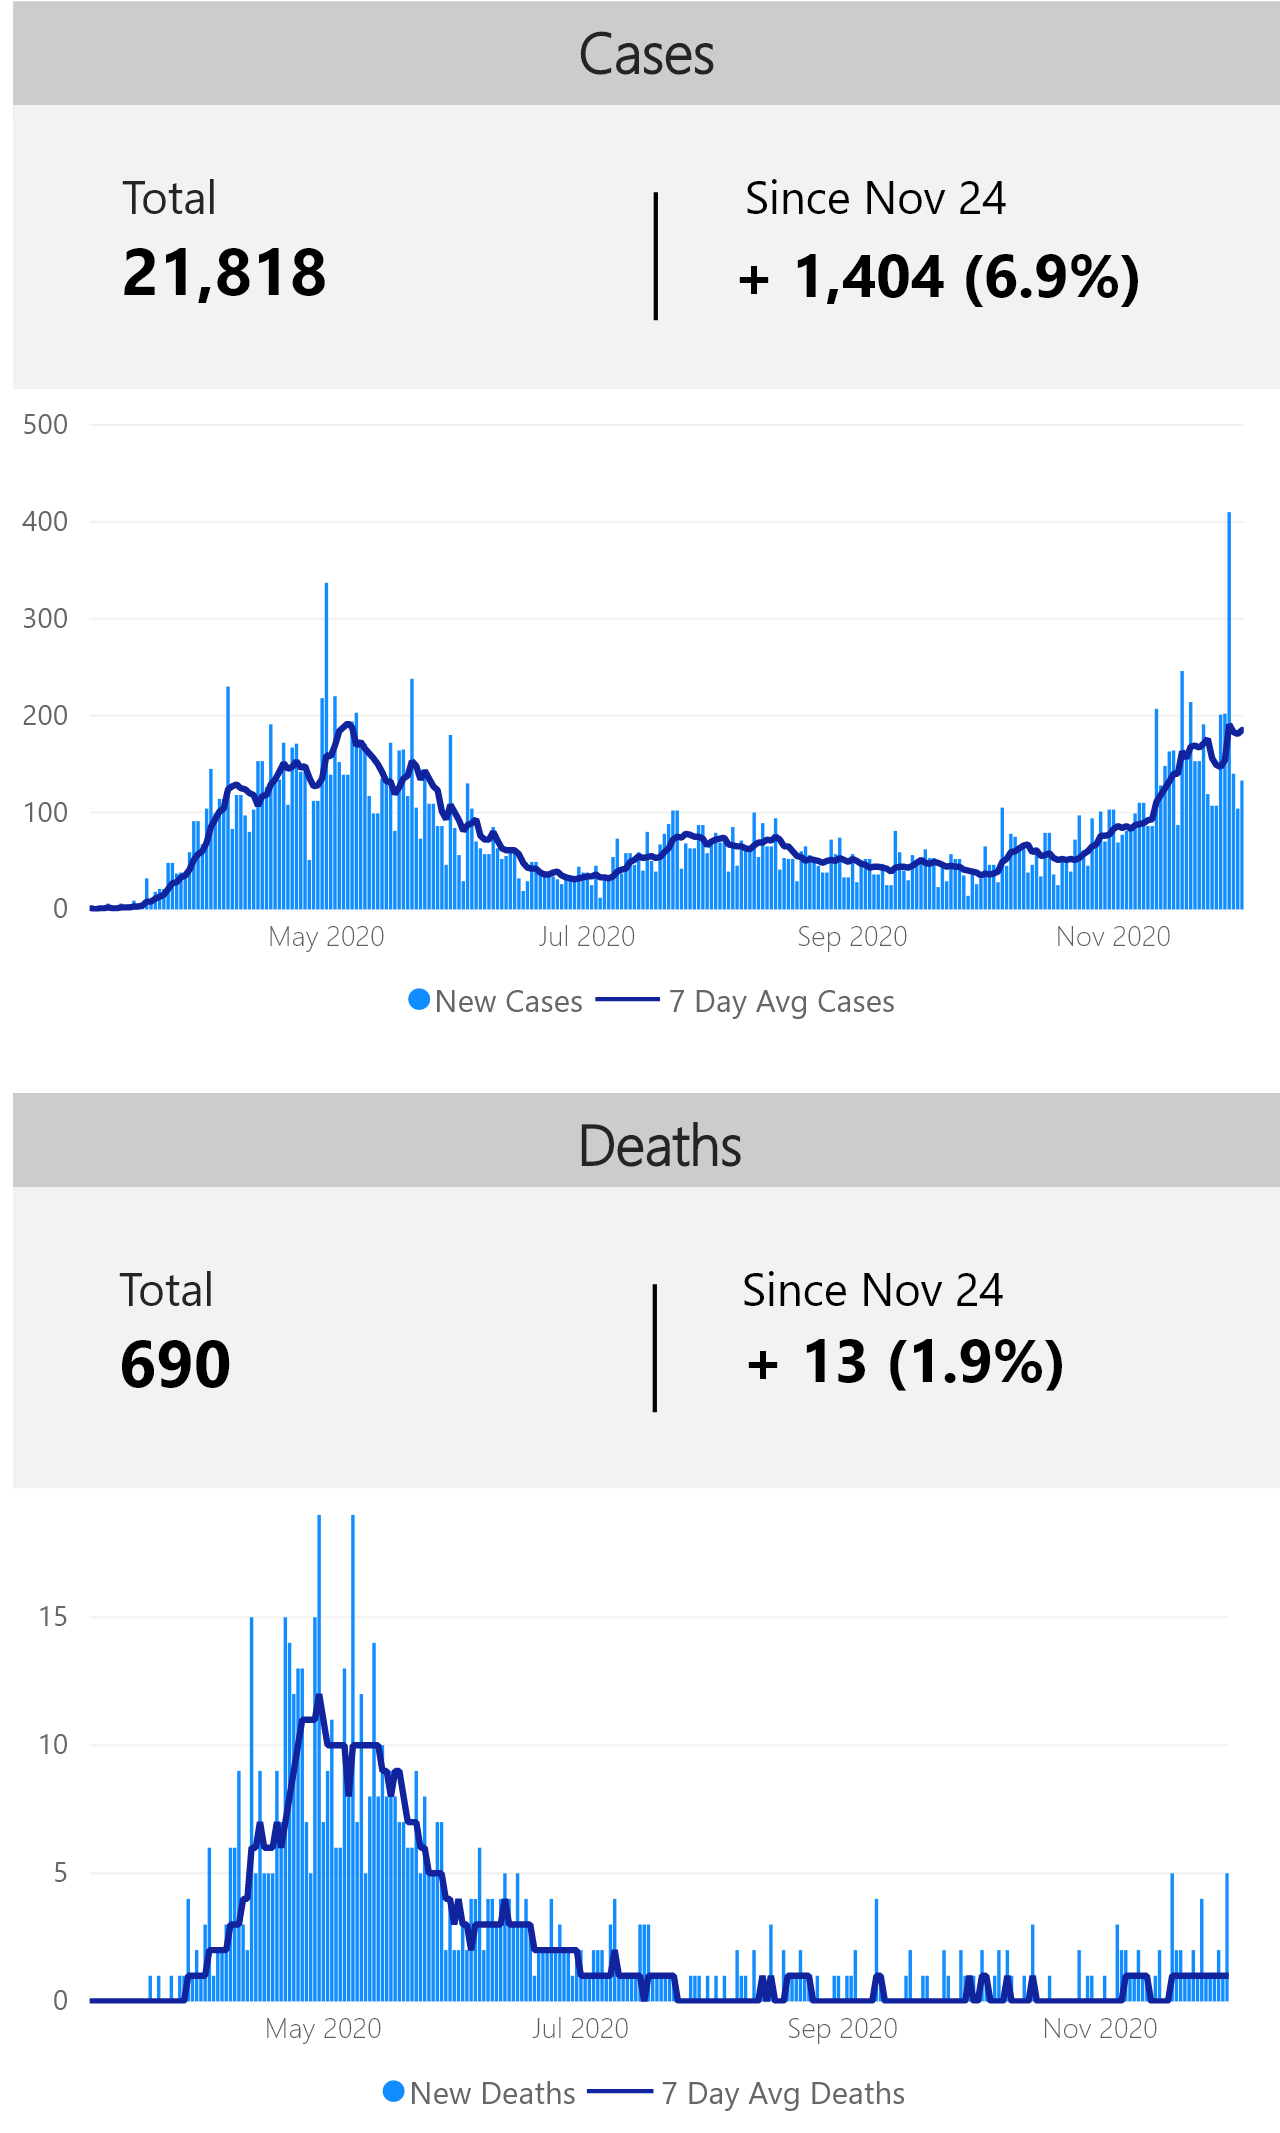 Cases
Total
Since Nov 24
21,818
+ 1,404 (6.9%)
500
400
300
200
100
0
May 2020
Jul 2020
Sep 2020
Nov 2020
New Cases
7 Day Avg Cases
Deaths
Total
Since Nov 24
690
+ 13 (1.9%)
15
10
5
0
May 2020
Jul 2020
Sep 2020
Nov 2020
New Deaths
7 Day Avg Deaths